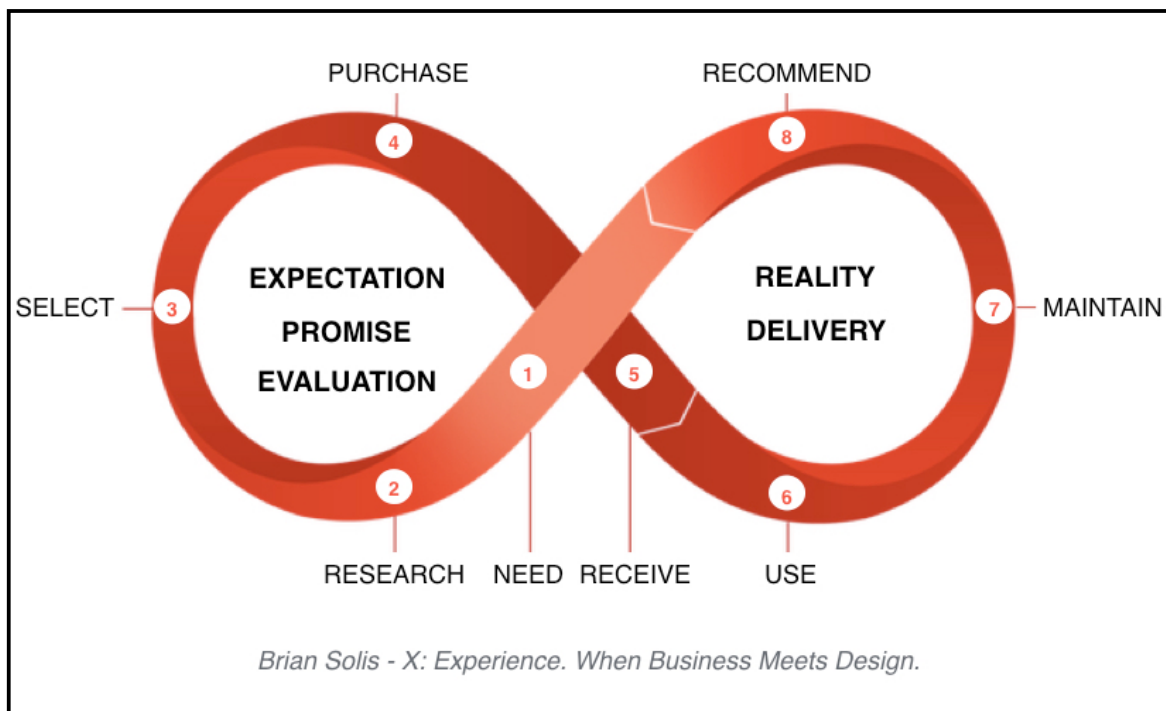 PURCHASE
RECOMMEND
4
8
EXPECTATION
PROMISE
EVALUATION
REALITY
DELIVERY
SELECT
3
7
MAINTAIN
1
5
2
6
RESEARCH
NEED
RECEIVE
USE
Brian Solis - X: Experience. When Business Meets Design.